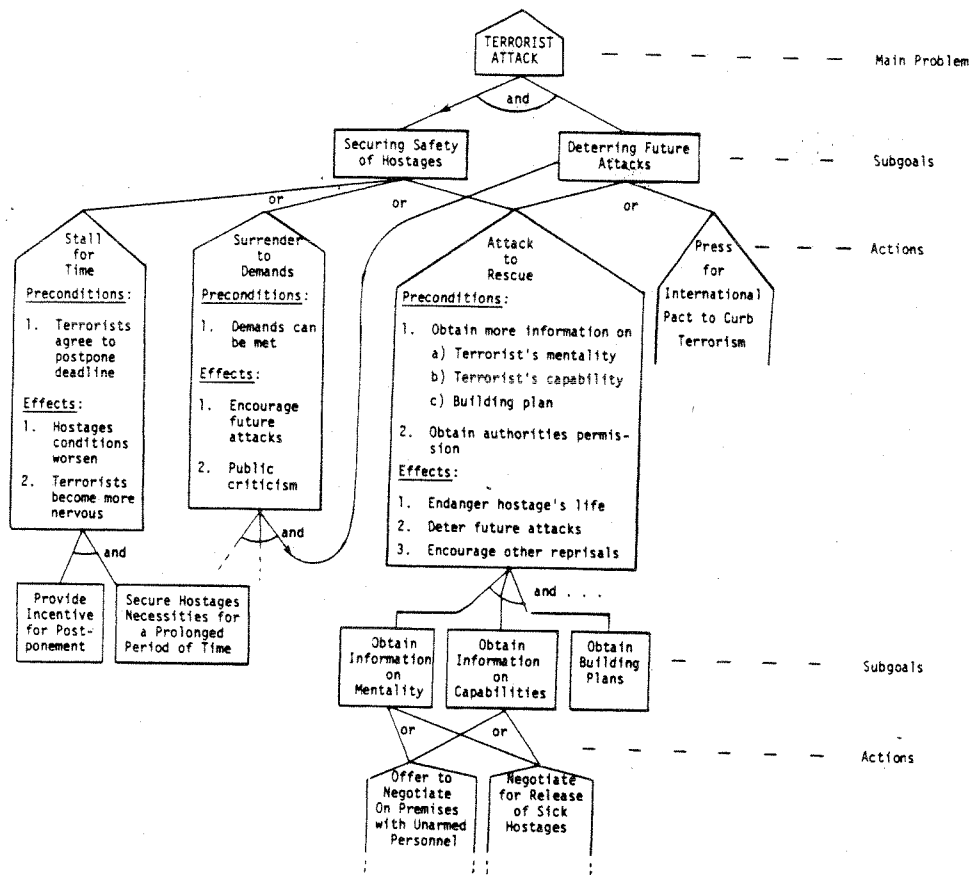 TERRORIST
ATTACK
Main Problem
and
Securing Safety
of Hostages
Deterring Future
Attacks
Subgoals
or
or
or
Stall
for
Time
Preconditions:
1. Terrorists
agree to
postpone
deadline
Effects:
1. Hostages
conditions
worsen
2. Terrorists
become more
nervous
Surrender
to
Demands
Preconditions:
1. Demands can
be met
Effects:
1. Encourage
future
attacks
2. Public
criticism
Attack
to
Rescue
Preconditions:
1. Obtain more information on
a) Terrorist's mentality
b) Terrorist's capability
c) Building plan
2. Obtain authorities permis-
sion
Effects:
1. Endanger hostage's life
2. Deter future attacks
3. Encourage other reprisals
Press
for
International
Pact to Curb
Terrorism
Actions
and
and
and . . .
Provide
Incentive
for Post-
ponement
Secure Hostages
Necessities for
a Prolonged
Period of Time
Obtain
Information
on
Mentality
Obtain
Information
on
Capabilities
Obtain
Building
Plans
Subgoals
or
or
Actions
Offer to
Negotiate
On Premises
with Unarmed
Personnel
Negotiate
for Release
of Sick
Hostages